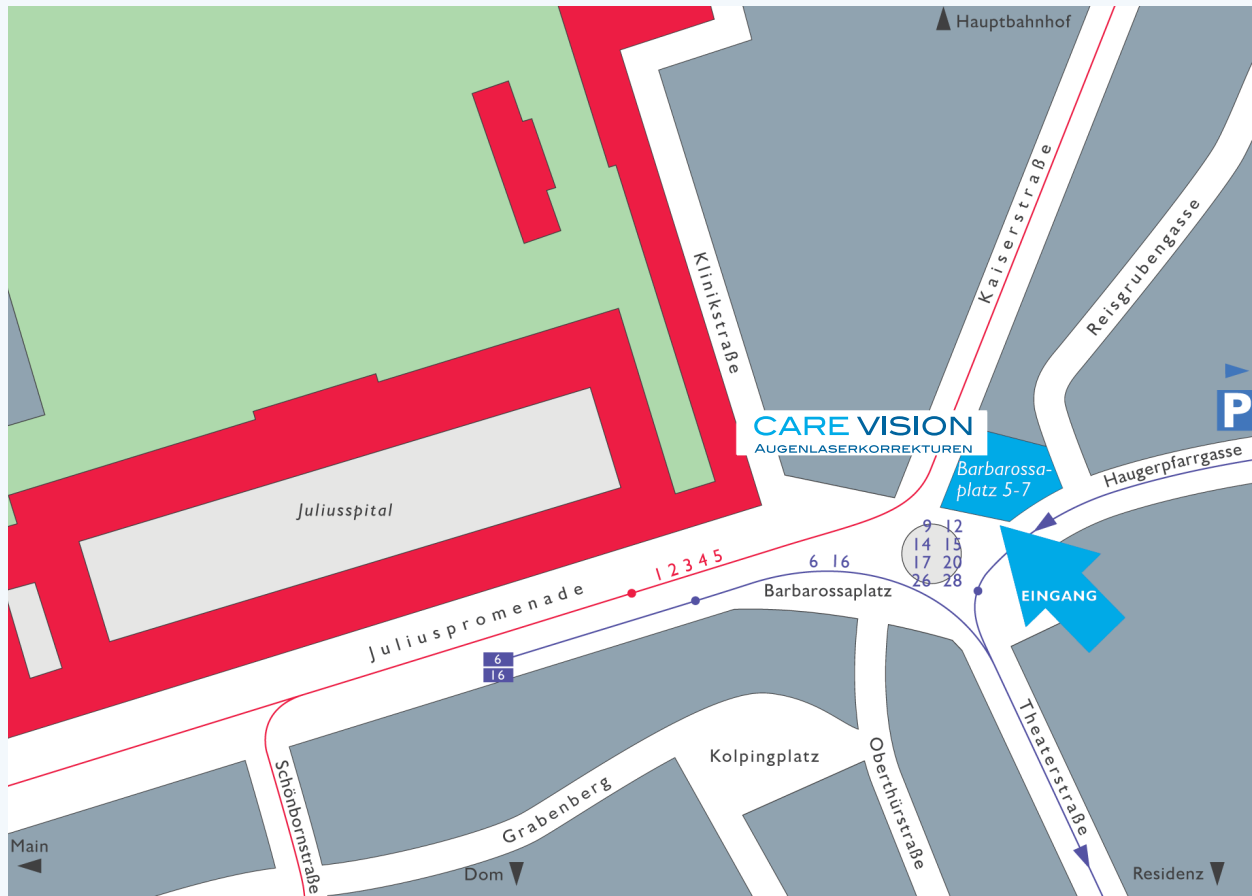 Hauptbahnhof
Kaiserstraße
Reisgrubengasse
Klinikstraße
P
CARE VISION
AUGENLASERKORREKTUREN
Barbarossa-
platz 5-7
Haugerpfarrgasse
Juliusspital
9 12
14 15
17 20
26 28
1 2 3 4 5
6 16
Barbarossaplatz
EINGANG
Juliuspromenade
6
16
Theaterstraße
Kolpingplatz
Oberthürstraße
Schönbornstraße
Grabenberg
Main
Dom
Residenz